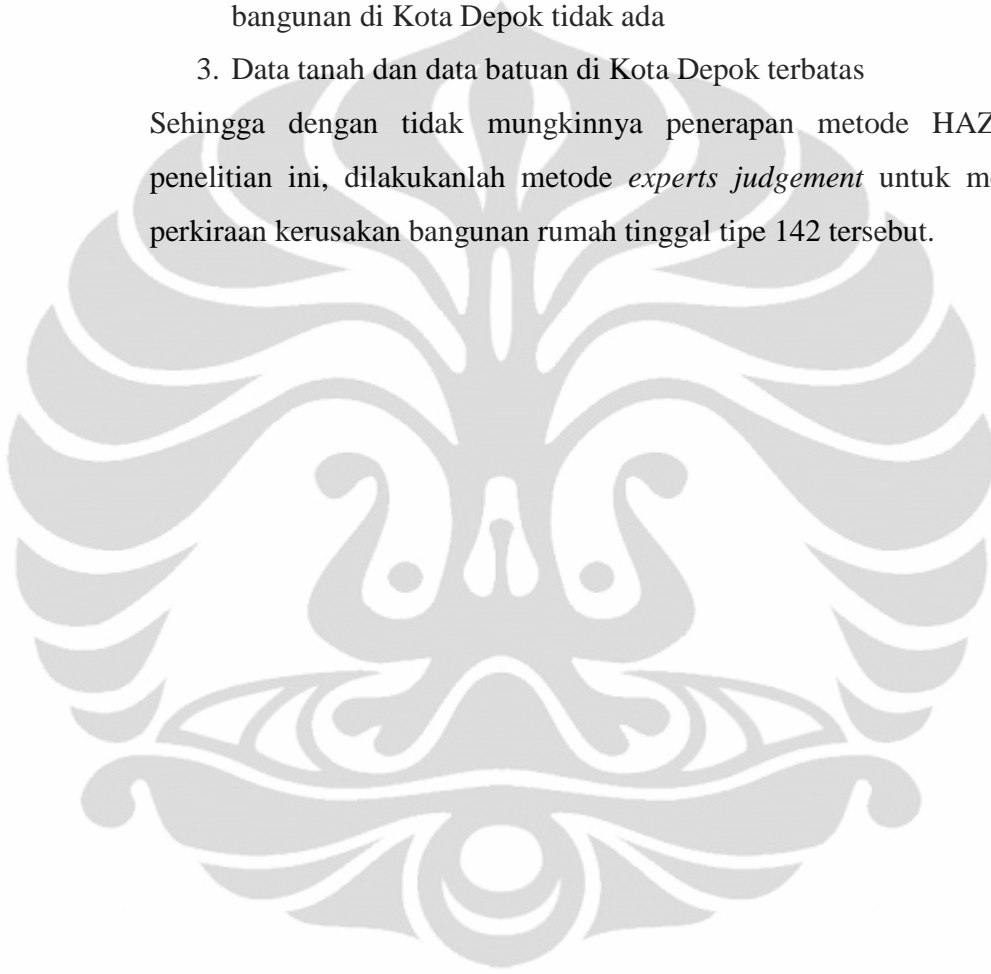 bangunan di Kota Depok tidak ada
3. Data tanah dan data batuan di Kota Depok terbatas
Sehingga dengan tidak mungkinnya penerapan metode HAZ
penelitian ini, dilakukanlah metode experts judgement untuk m
perkiraan kerusakan bangunan rumah tinggal tipe 142 tersebut.